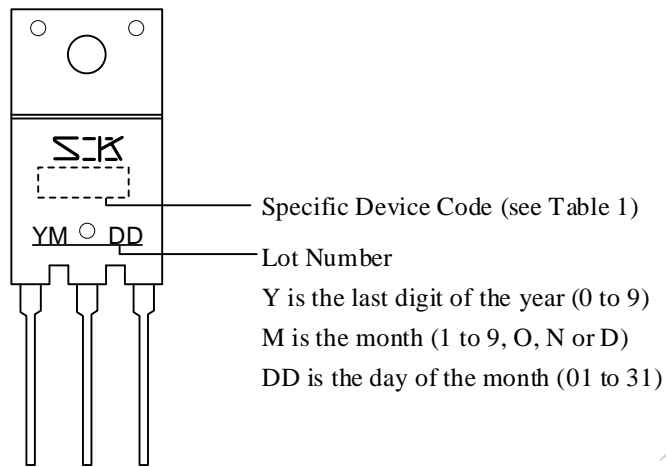 SK
Specific Device Code (see Table 1)
YM DD
Lot Number
Y is the last digit of the year (0 to 9)
M is the month (1 to 9, O, N or D)
DD is the day of the month (01 to 31)